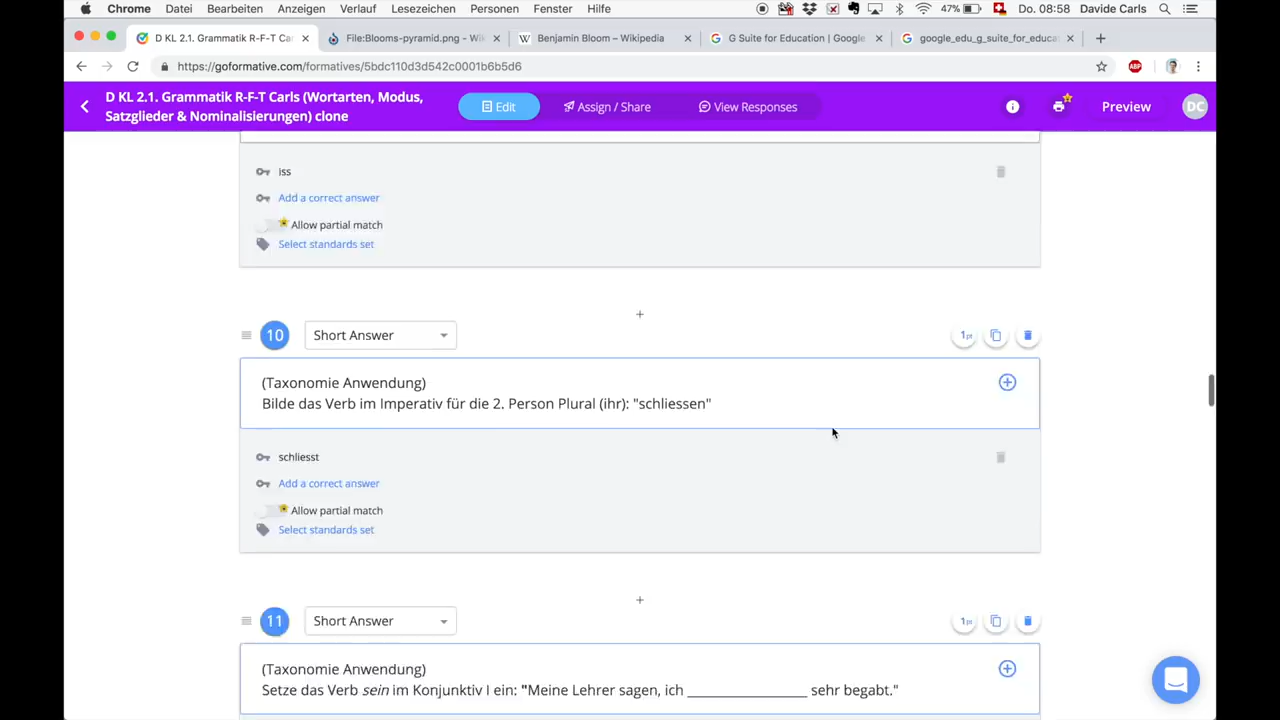 Chrome Datei Bearbeiten Anzeigen Verlauf Lesezeichen Personen Fenster Hilfe 47% Do. 08:58 Davide Carls
D KL 2.1. Grammatik R-F-T Car File:Blooms-pyramid.png – Wi Benjamin Bloom – Wikipedia G Suite for Education | Google google_edu_g_suite_for_educa
https://goformative.com/formatives/5bdc110d3d542c0001b6b5d6 ABP
D KL 2.1. Grammatik R-F-T Carls (Wortarten, Modus,
Satzglieder & Nominalisierungen) clone
Edit Assign / Share View Responses Preview DC
iss
Add a correct answer
Allow partial match
Select standards set
10 Short Answer 1pt
(Taxonomie Anwendung)
Bilde das Verb im Imperativ für die 2. Person Plural (ihr): "schliessen"
schliesst
Add a correct answer
Allow partial match
Select standards set
11 Short Answer 1pt
(Taxonomie Anwendung)
Setze das Verb sein im Konjunktiv I ein: "Meine Lehrer sagen, ich _________________ sehr begabt."